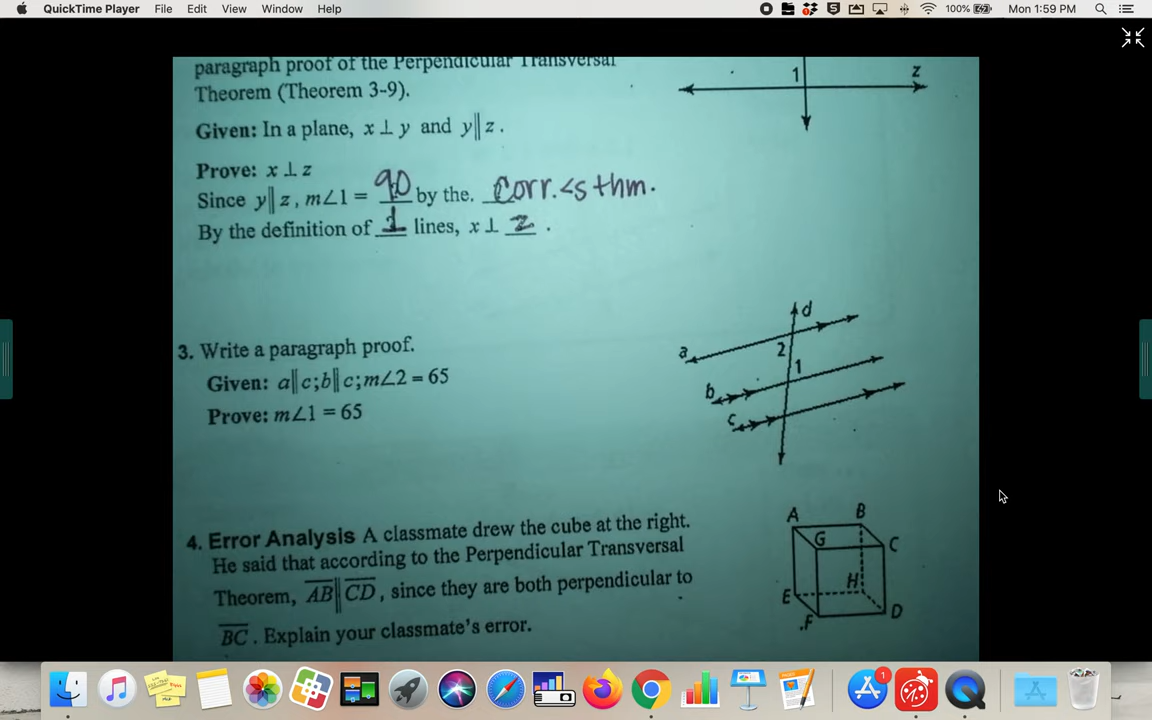 QuickTime Player File Edit View Window Help 100% Mon 1:59 PM
paragraph proof of the Perpendicular Transversal
Theorem (Theorem 3-9).
1
z
Given: In a plane, x ⊥ y and y ∥ z .
Prove: x ⊥ z
Since y ∥ z , m∠1 = 90 by the. Corr. <s thm.
By the definition of ⊥ lines, x ⊥ z .
3. Write a paragraph proof.
Given: a ∥ c ; b ∥ c ; m∠2 = 65
Prove: m∠1 = 65
d
a
2
1
b
c
4. Error Analysis A classmate drew the cube at the right.
He said that according to the Perpendicular Transversal
Theorem, AB ∥ CD , since they are both perpendicular to
BC . Explain your classmate's error.
A B
G C
H
E D
F
1